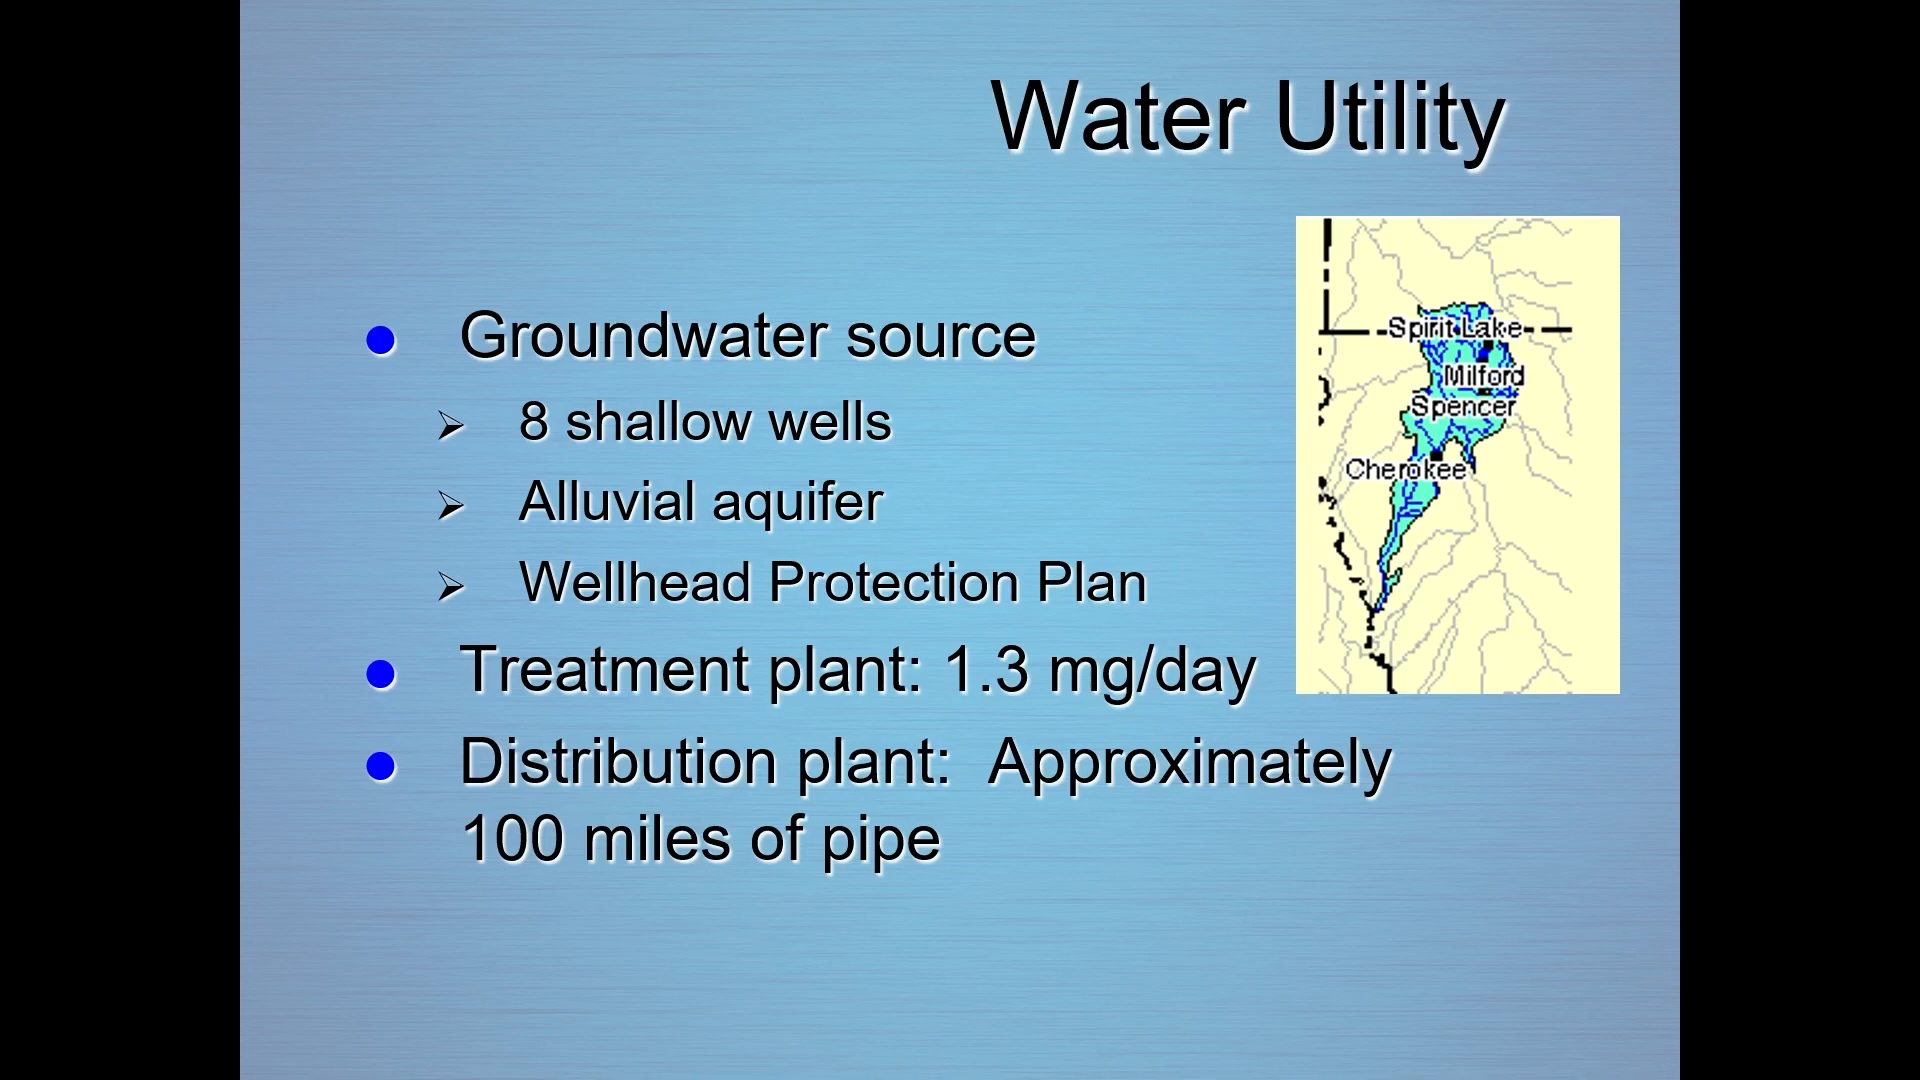 Water Utility
● Groundwater source
➢ 8 shallow wells
➢ Alluvial aquifer
➢ Wellhead Protection Plan
● Treatment plant: 1.3 mg/day
● Distribution plant:  Approximately
100 miles of pipe
Spirit Lake
Milford
Spencer
Cherokee